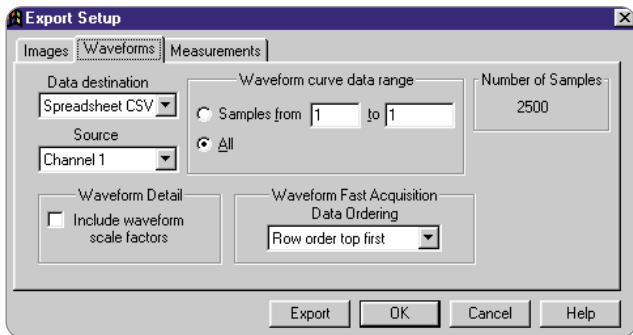 Export Setup
Images Waveforms Measurements
Data destination
Spreadsheet CSV
Source
Channel 1
Waveform curve data range
Samples from 1 to 1
All
Number of Samples
2500
Waveform Detail
Include waveform
scale factors
Waveform Fast Acquisition
Data Ordering
Row order top first
Export OK Cancel Help